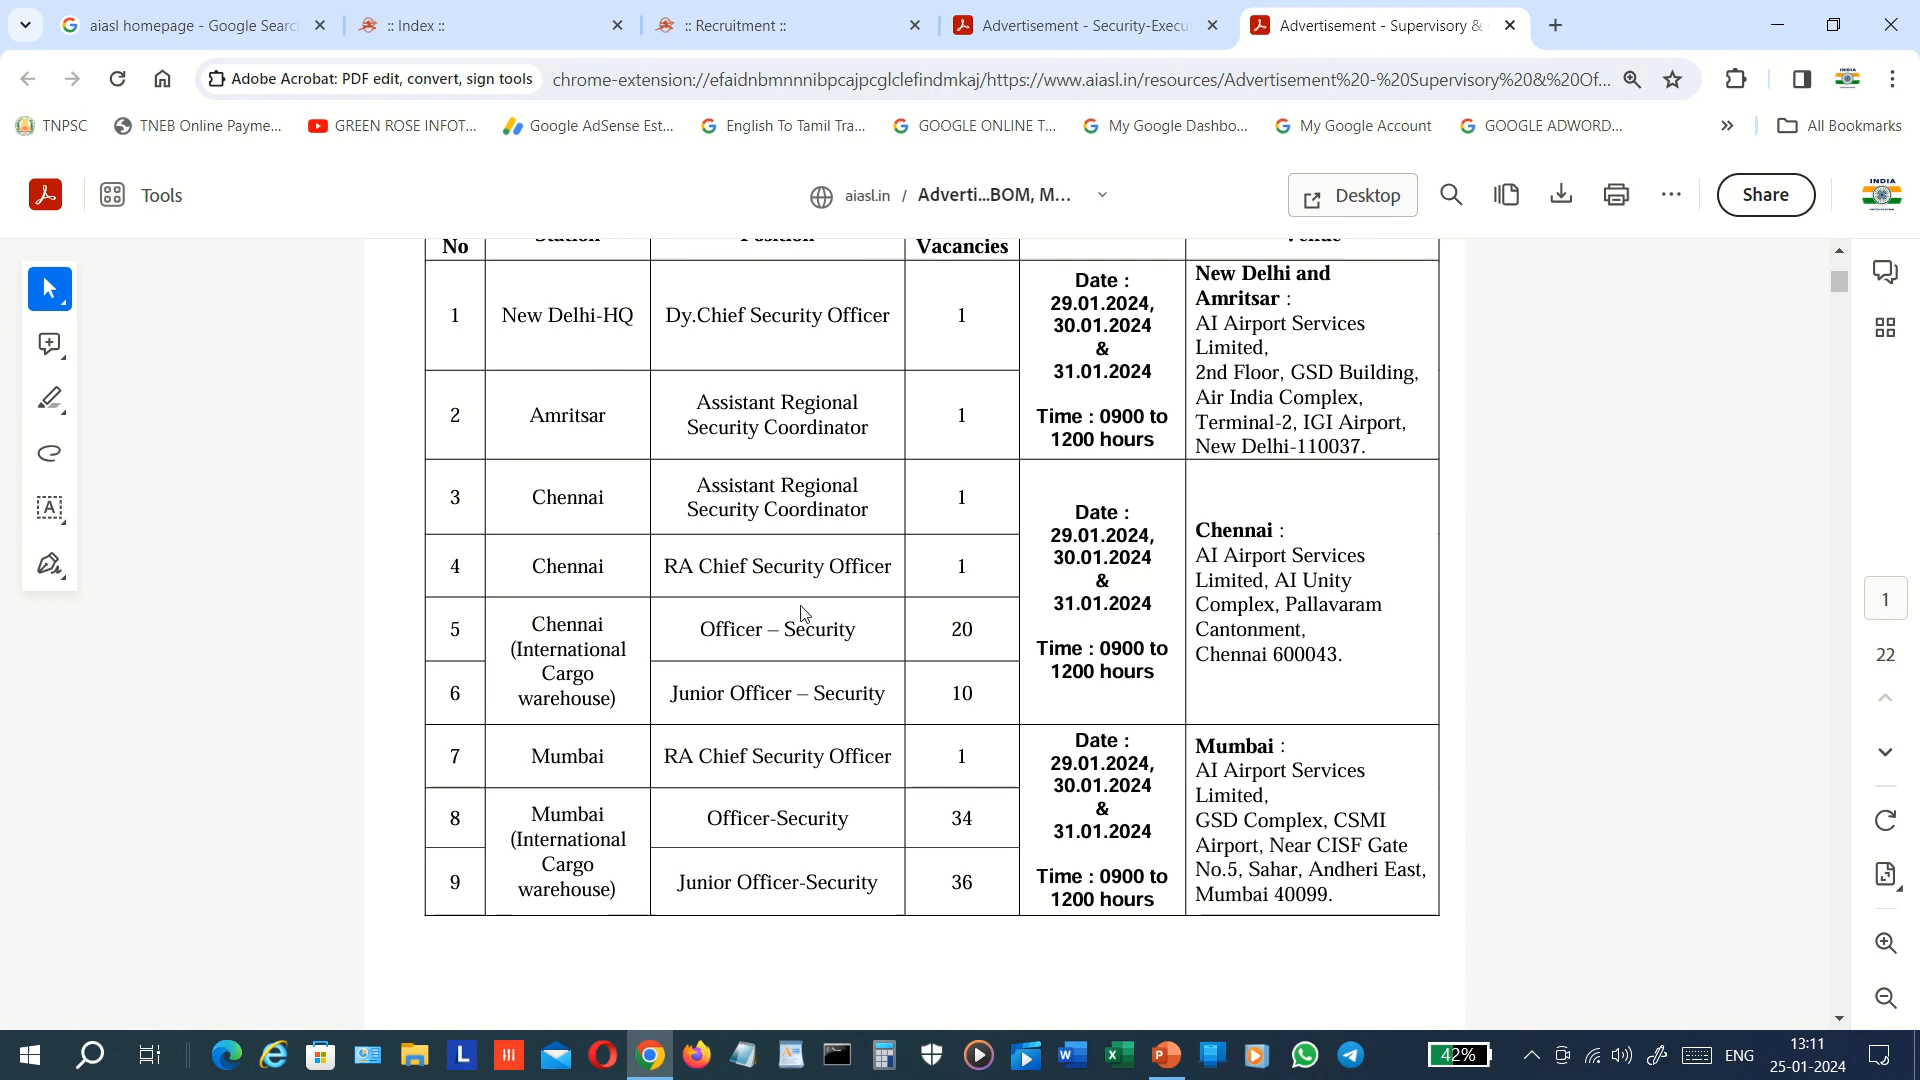 aiasl homepage - Google Searc
:: Index ::
:: Recruitment ::
Advertisement - Security-Execu
Advertisement - Supervisory &
Adobe Acrobat: PDF edit, convert, sign tools
chrome-extension://efaidnbmnnnibpcajpcglclefindmkaj/https://www.aiasl.in/resources/Advertisement%20-%20Supervisory%20&%20Of...
TNPSC
TNEB Online Payme...
GREEN ROSE INFOT...
Google AdSense Est...
English To Tamil Tra...
GOOGLE ONLINE T...
My Google Dashbo...
My Google Account
GOOGLE ADWORD...
All Bookmarks
Tools
aiasl.in / Adverti...BOM, M...
Desktop
Share
INDIA
No
Vacancies
1
New Delhi-HQ
Dy.Chief Security Officer
1
Date :
29.01.2024,
30.01.2024
&
31.01.2024
Time : 0900 to
1200 hours
New Delhi and
Amritsar :
AI Airport Services
Limited,
2nd Floor, GSD Building,
Air India Complex,
Terminal-2, IGI Airport,
New Delhi-110037.
2
Amritsar
Assistant Regional
Security Coordinator
1
3
Chennai
Assistant Regional
Security Coordinator
1
Date :
29.01.2024,
30.01.2024
&
31.01.2024
Time : 0900 to
1200 hours
Chennai :
AI Airport Services
Limited, AI Unity
Complex, Pallavaram
Cantonment,
Chennai 600043.
4
Chennai
RA Chief Security Officer
1
5
Chennai
(International
Cargo
warehouse)
Officer – Security
20
6
Junior Officer – Security
10
7
Mumbai
RA Chief Security Officer
1
Date :
29.01.2024,
30.01.2024
&
31.01.2024
Time : 0900 to
1200 hours
Mumbai :
AI Airport Services
Limited,
GSD Complex, CSMI
Airport, Near CISF Gate
No.5, Sahar, Andheri East,
Mumbai 40099.
8
Mumbai
(International
Cargo
warehouse)
Officer-Security
34
9
Junior Officer-Security
36
1
22
42%
ENG
13:11
25-01-2024